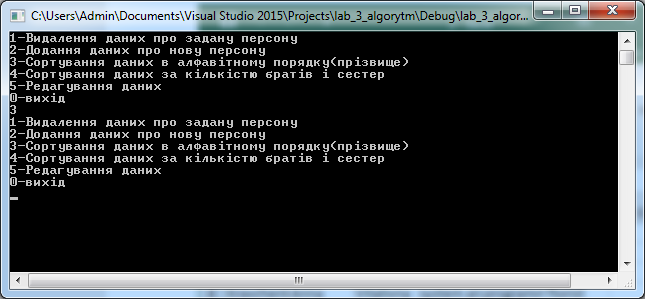 C:\Users\Admin\Documents\Visual Studio 2015\Projects\lab_3_algorytm\Debug\lab_3_algor...
1-Видалення даних про задану персону
2-Додання даних про нову персону
3-Сортування даних в алфавітному порядку(прізвище)
4-Сортування даних за кількістю братів і сестер
5-Редагування даних
0-вихід
3
1-Видалення даних про задану персону
2-Додання даних про нову персону
3-Сортування даних в алфавітному порядку(прізвище)
4-Сортування даних за кількістю братів і сестер
5-Редагування даних
0-вихід